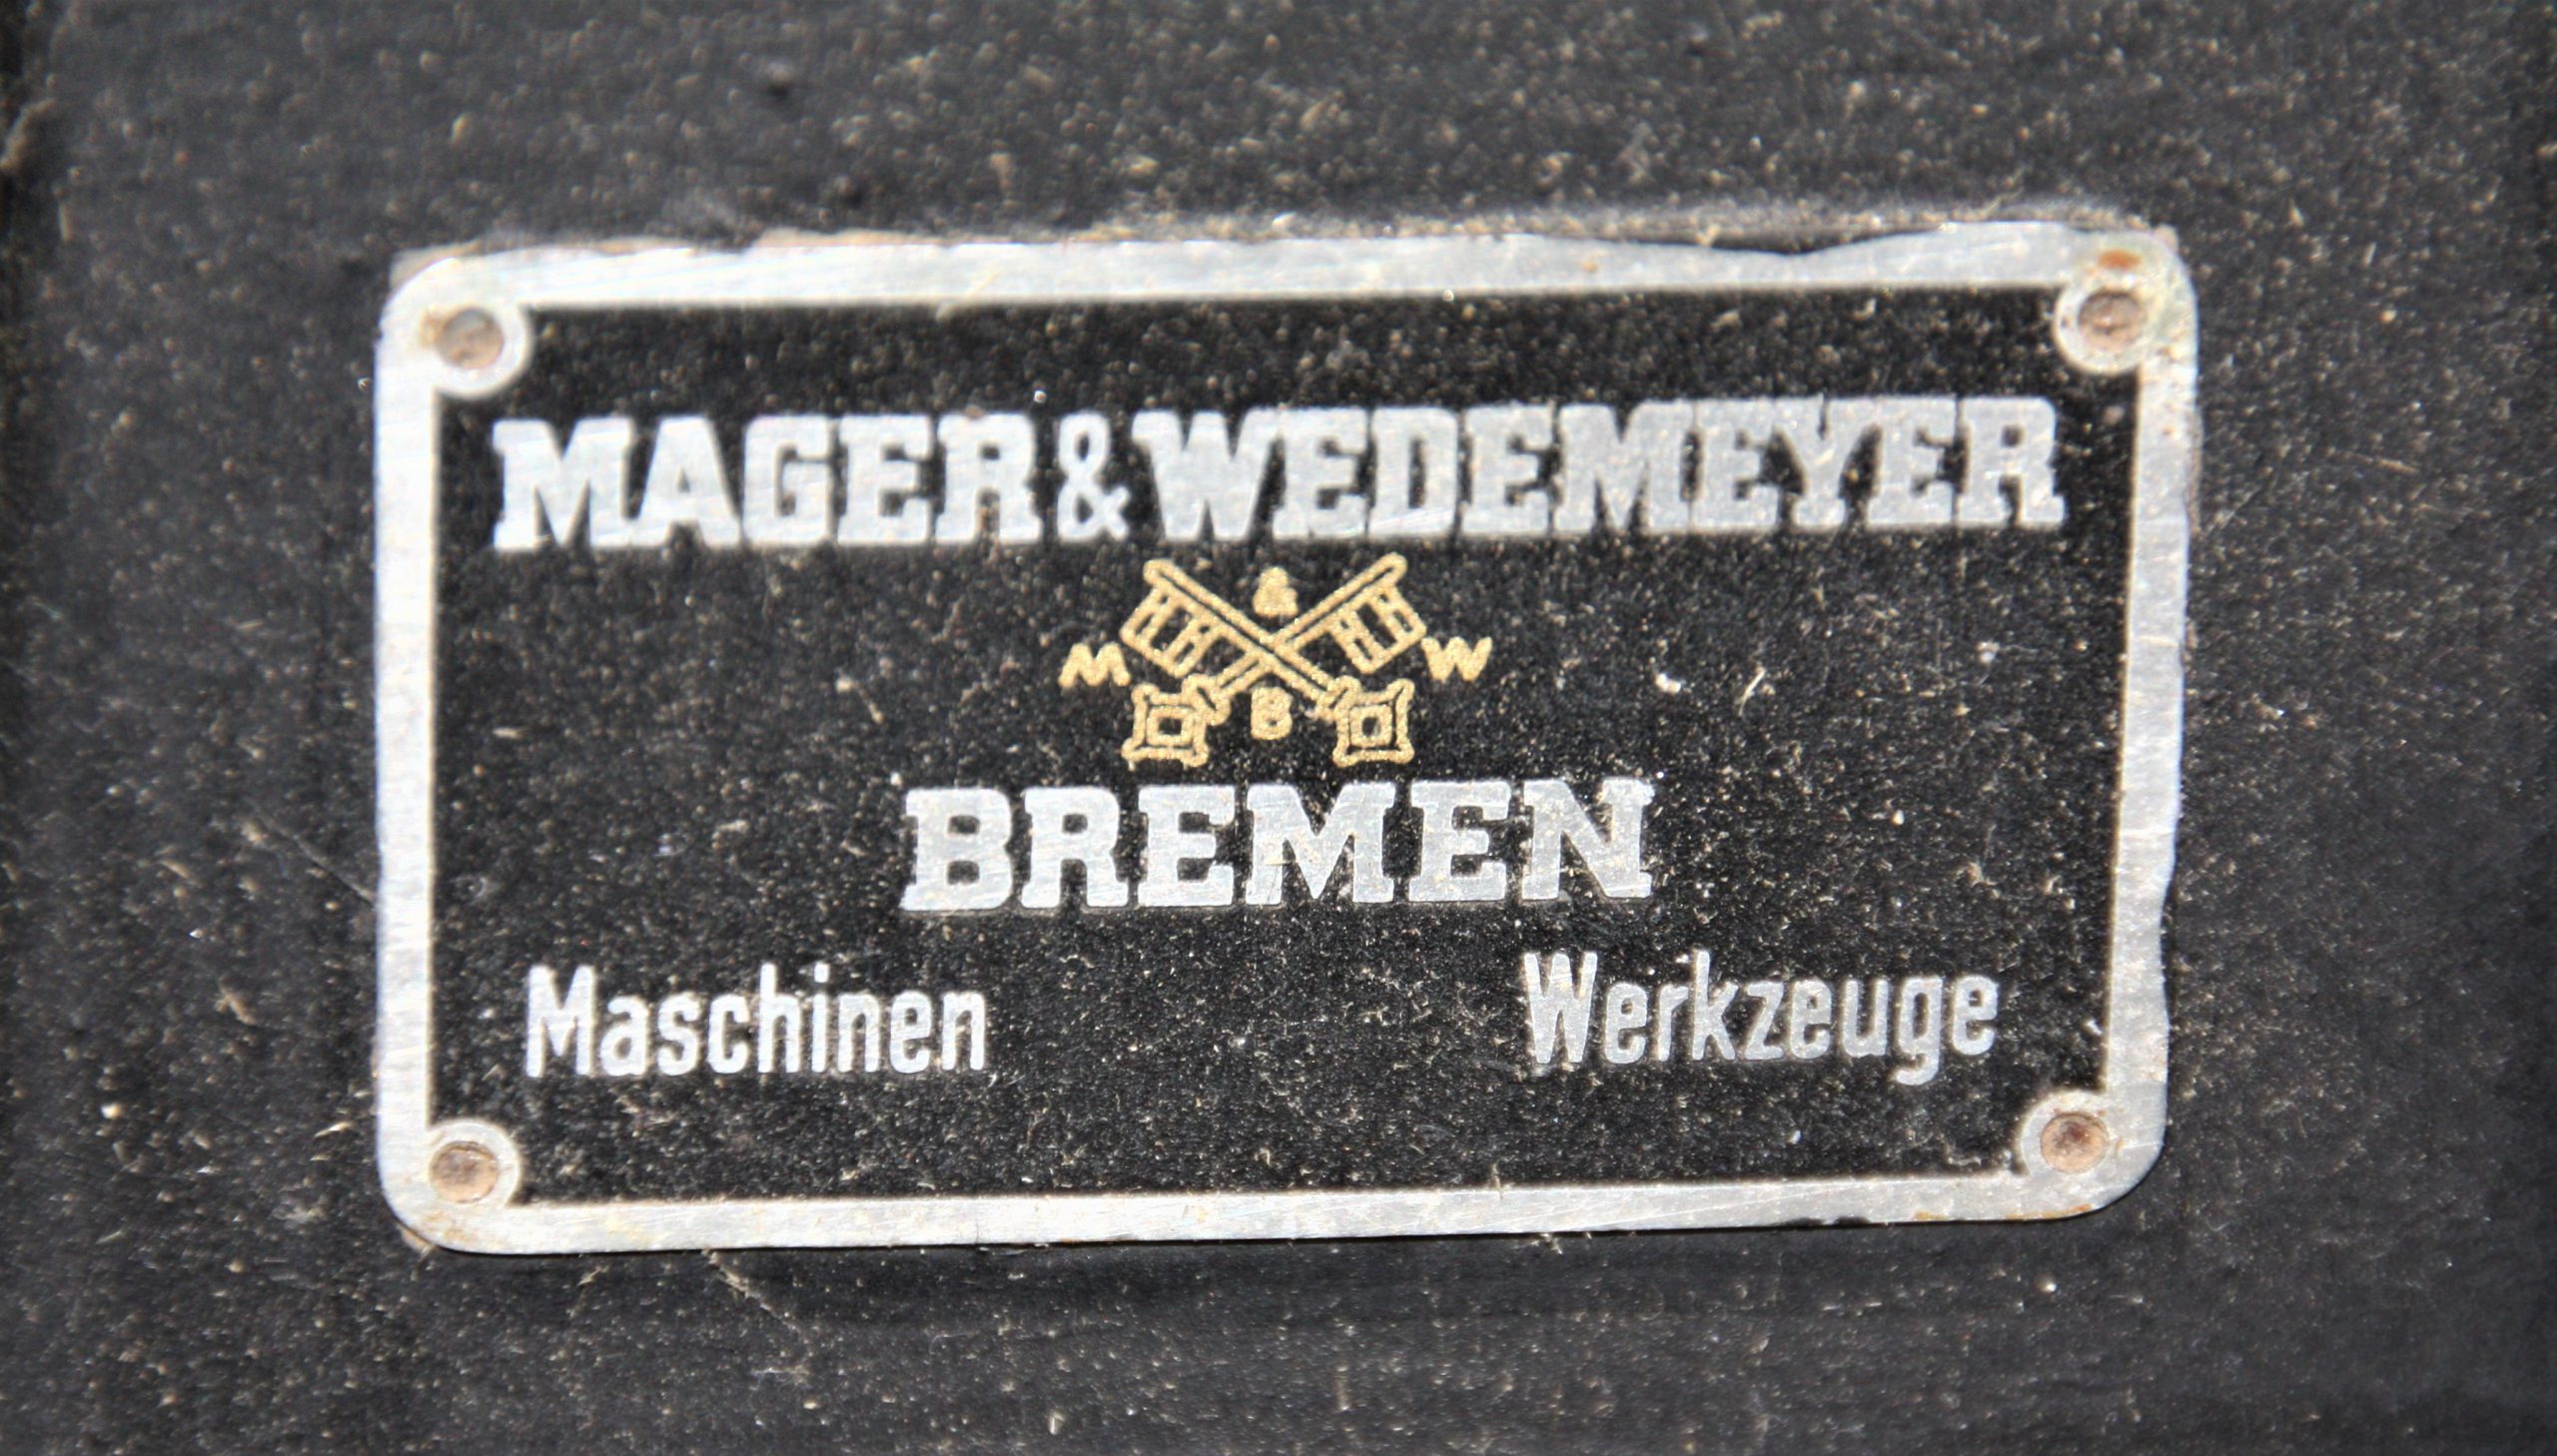 MAGER & WEDEMEYER
&
M W
B
BREMEN
Maschinen Werkzeuge